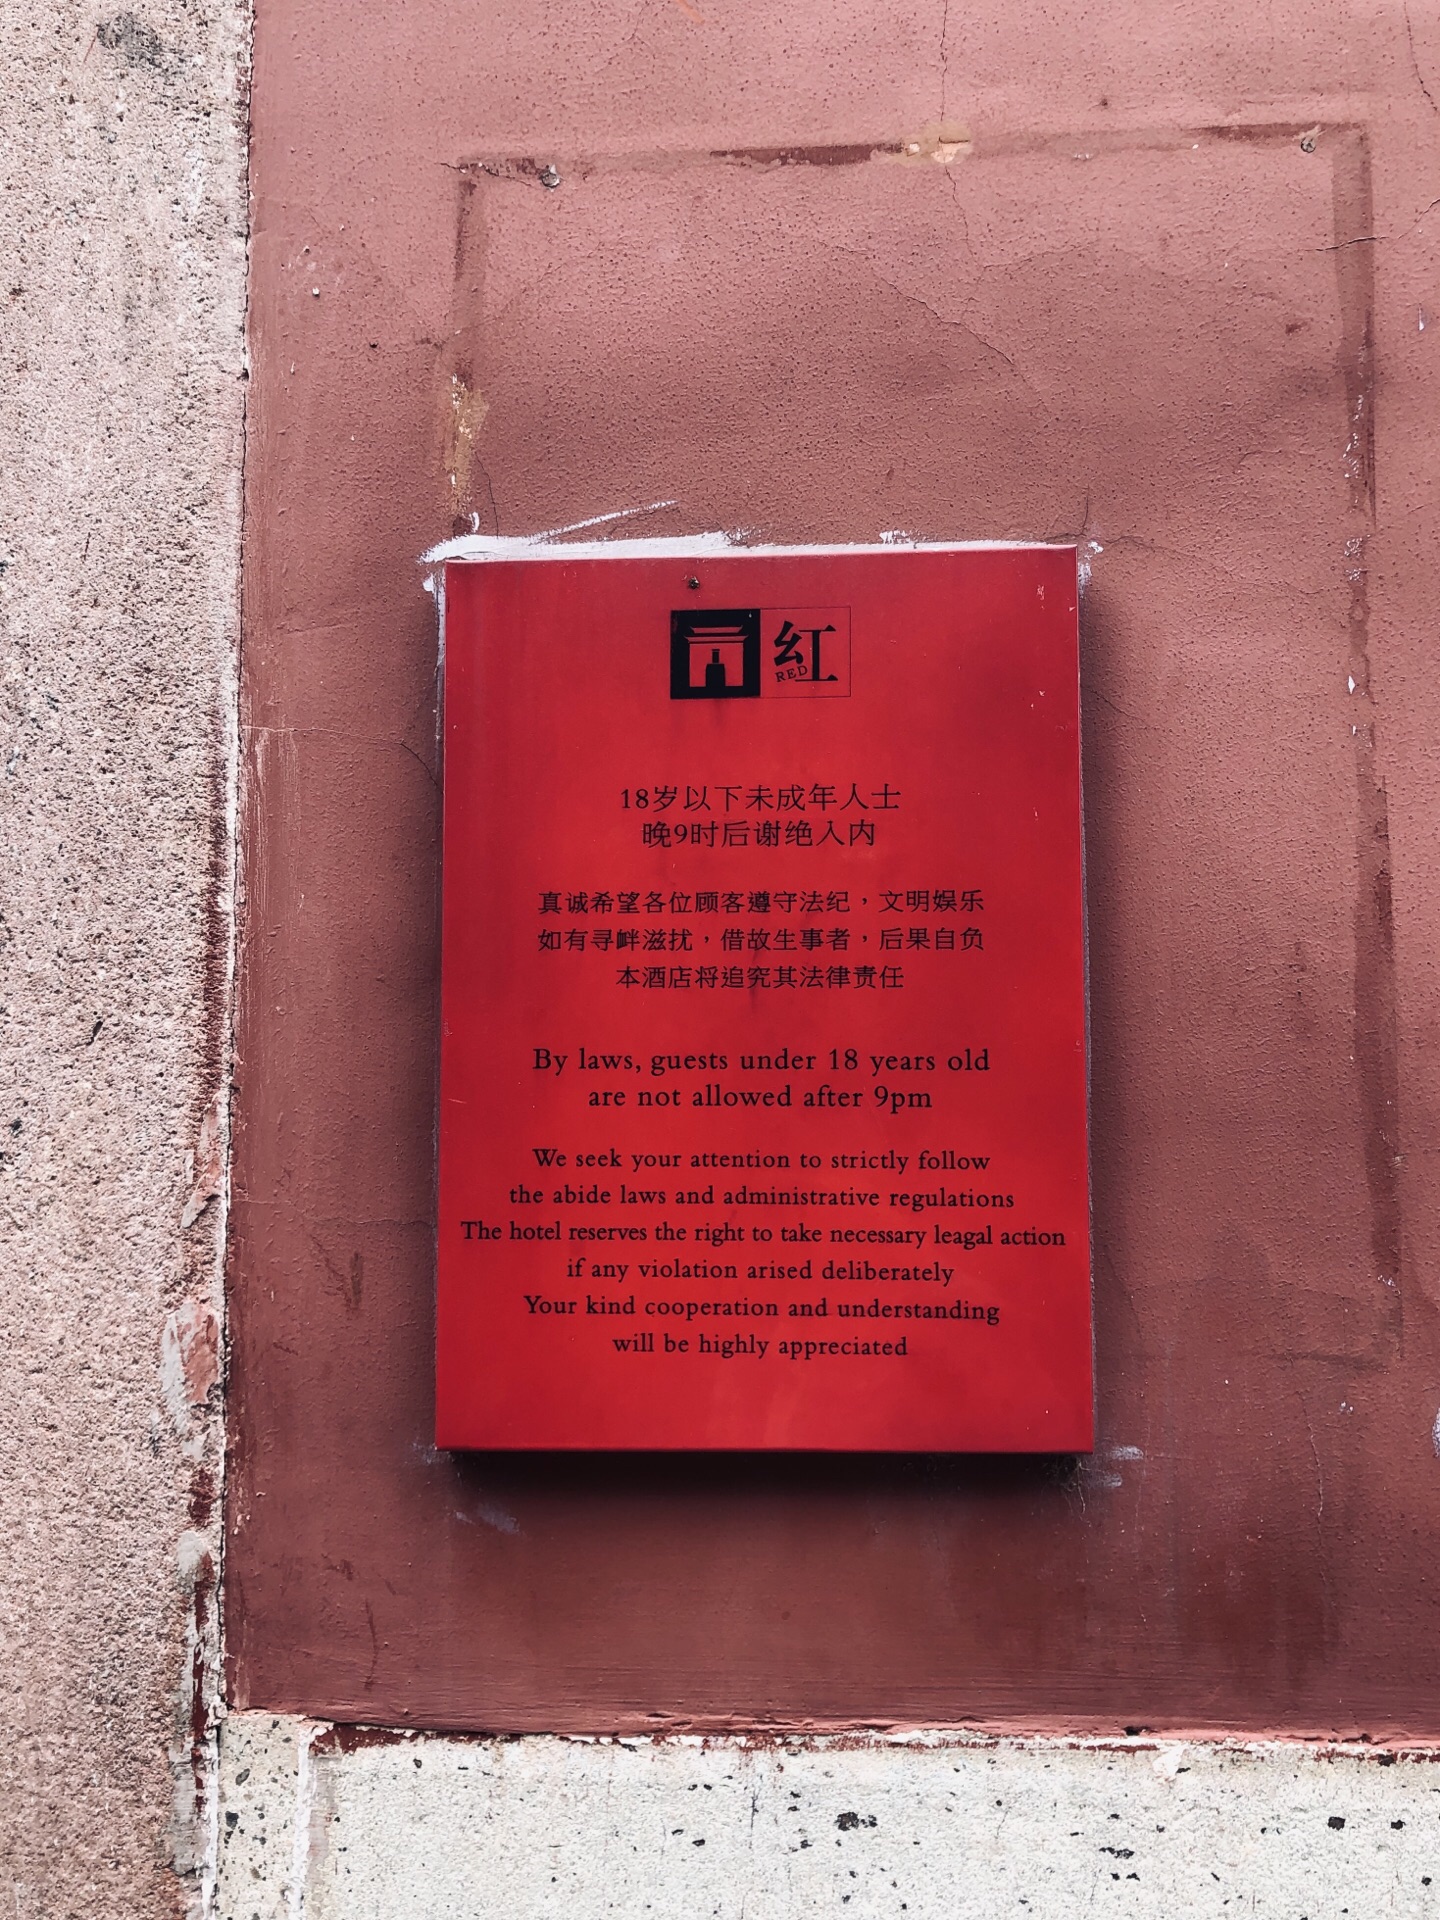 红
RED
18岁以下未成年人士
晚9时后谢绝入内
真诚希望各位顾客遵守法纪，文明娱乐
如有寻衅滋扰，借故生事者，后果自负
本酒店将追究其法律责任
By laws, guests under 18 years old
are not allowed after 9pm
We seek your attention to strictly follow
the abide laws and administrative regulations
The hotel reserves the right to take necessary leagal action
if any violation arised deliberately
Your kind cooperation and understanding
will be highly appreciated